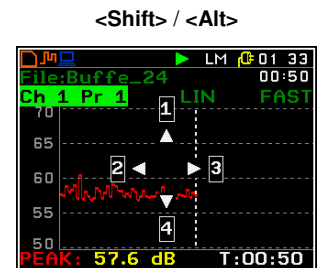 <Shift> / <Alt>
LM 01 33
File:Buffe_24 00:50
Ch 1 Pr 1 LIN FAST
70
1
65
2 3
60
55
4
50
PEAK: 57.6 dB T:00:50